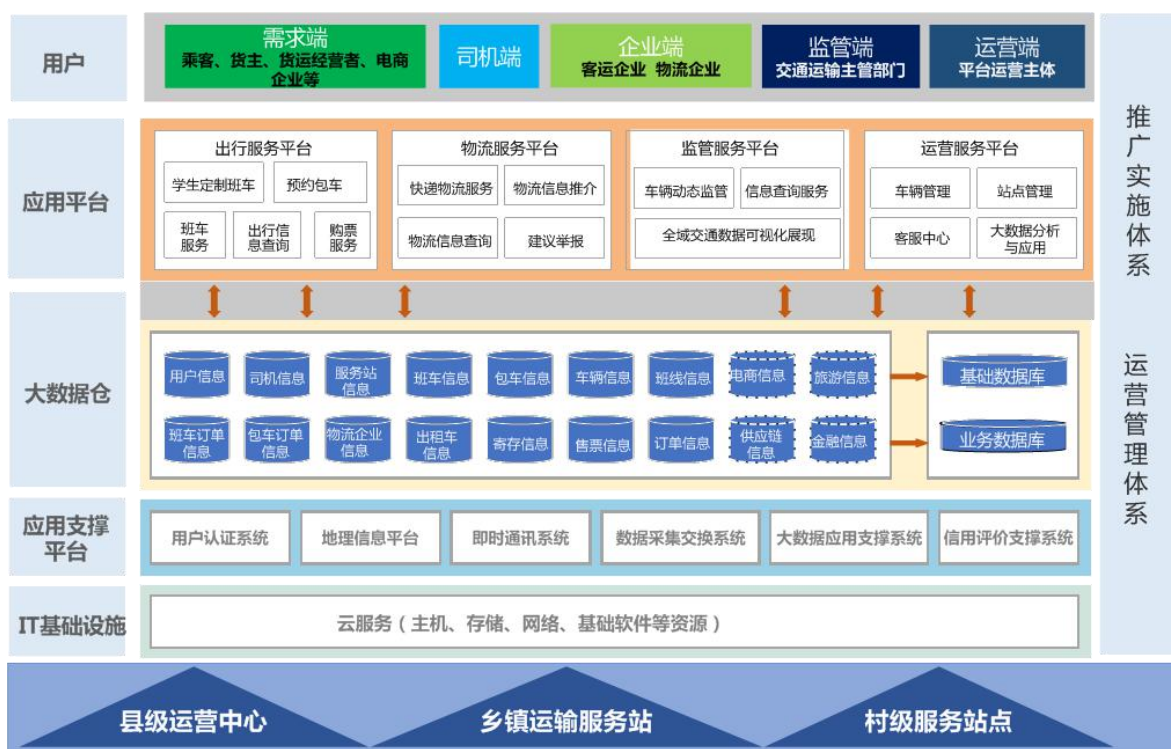 用户
需求端
乘客、货主、货运经营者、电商
企业等
司机端
企业端
客运企业 物流企业
监管端
交通运输主管部门
运营端
平台运营主体
应用平台
出行服务平台
学生定制班车
预约包车
班车
服务
出行信
息查询
购票
服务
物流服务平台
快递物流服务
物流信息推介
物流信息查询
建议举报
监管服务平台
车辆动态监管
信息查询服务
全域交通数据可视化展现
运营服务平台
车辆管理
站点管理
客服中心
大数据分析
与应用
大数据仓
用户信息
司机信息
服务站
信息
班车信息
包车信息
车辆信息
班线信息
电商信息
旅游信息
基础数据库
班车订单
信息
包车订单
信息
物流企业
信息
出租车
信息
寄存信息
售票信息
订单信息
供应链
信息
金融信息
业务数据库
应用支撑
平台
用户认证系统
地理信息平台
即时通讯系统
数据采集交换系统
大数据应用支撑系统
信用评价支撑系统
IT基础设施
云服务（主机、存储、网络、基础软件等资源）
推广实施体系
运营管理体系
县级运营中心
乡镇运输服务站
村级服务站点